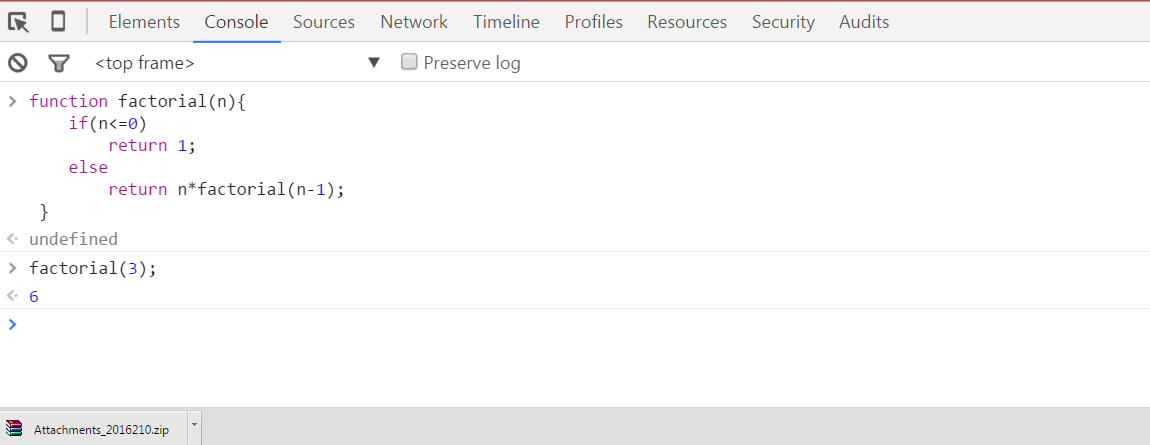 Elements Console Sources Network Timeline Profiles Resources Security Audits
<top frame> ▼ Preserve log
> function factorial(n){
if(n<=0)
return 1;
else
return n*factorial(n-1);
}
undefined
> factorial(3);
6
>
Attachments_2016210.zip